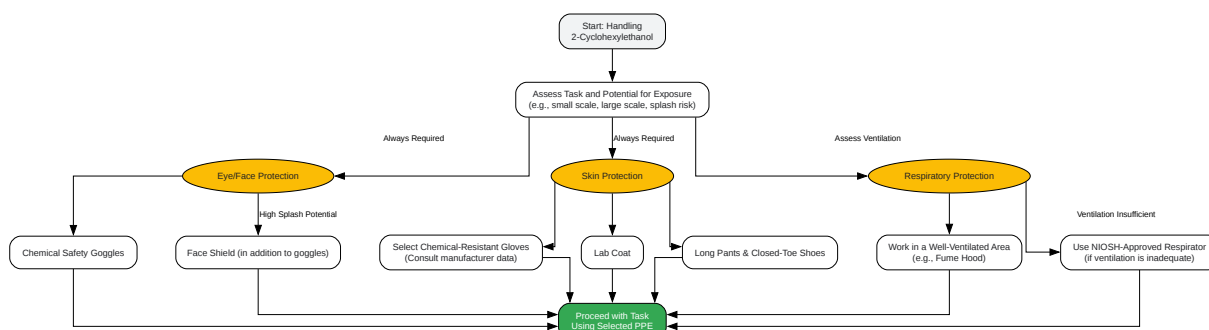 Start: Handling
2-Cyclohexylethanol
Assess Task and Potential for Exposure
(e.g., small scale, large scale, splash risk)
Always Required
Always Required
Assess Ventilation
Eye/Face Protection
Skin Protection
Respiratory Protection
High Splash Potential
Ventilation Insufficient
Chemical Safety Goggles
Face Shield (in addition to goggles)
Select Chemical-Resistant Gloves
(Consult manufacturer data)
Lab Coat
Long Pants & Closed-Toe Shoes
Work in a Well-Ventilated Area
(e.g., Fume Hood)
Use NIOSH-Approved Respirator
(if ventilation is inadequate)
Proceed with Task
Using Selected PPE